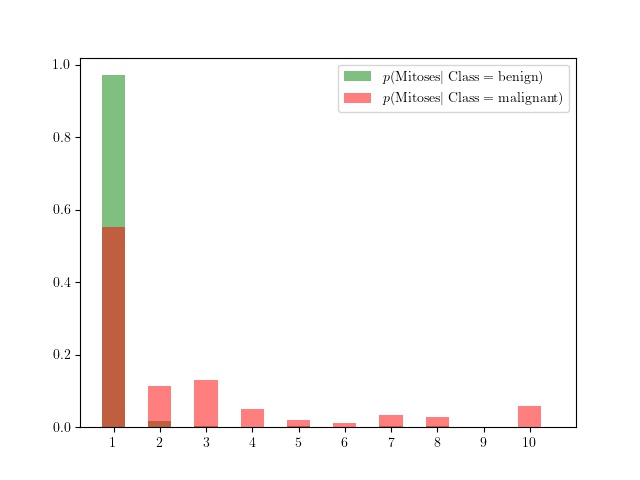 1.0
0.8
0.6
0.4
0.2
0.0
p(Mitoses| Class = benign)
p(Mitoses| Class = malignant)
1 2 3 4 5 6 7 8 9 10